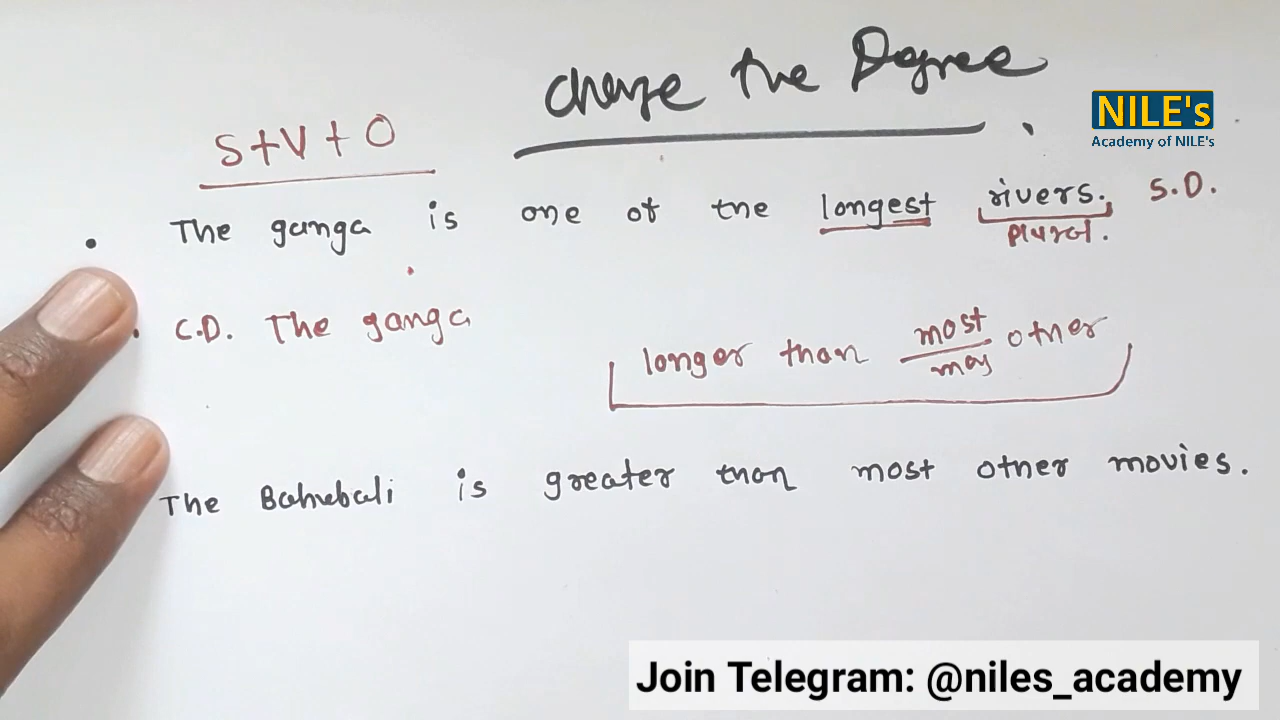 Change the Degree.
NILE's
Academy of NILE's
S+V+O
• The ganga is one of the longest rivers. S.D.
plural.
• C.D. The ganga
longer than most/many other
The Bahubali is greater than most other movies.
Join Telegram: @niles_academy